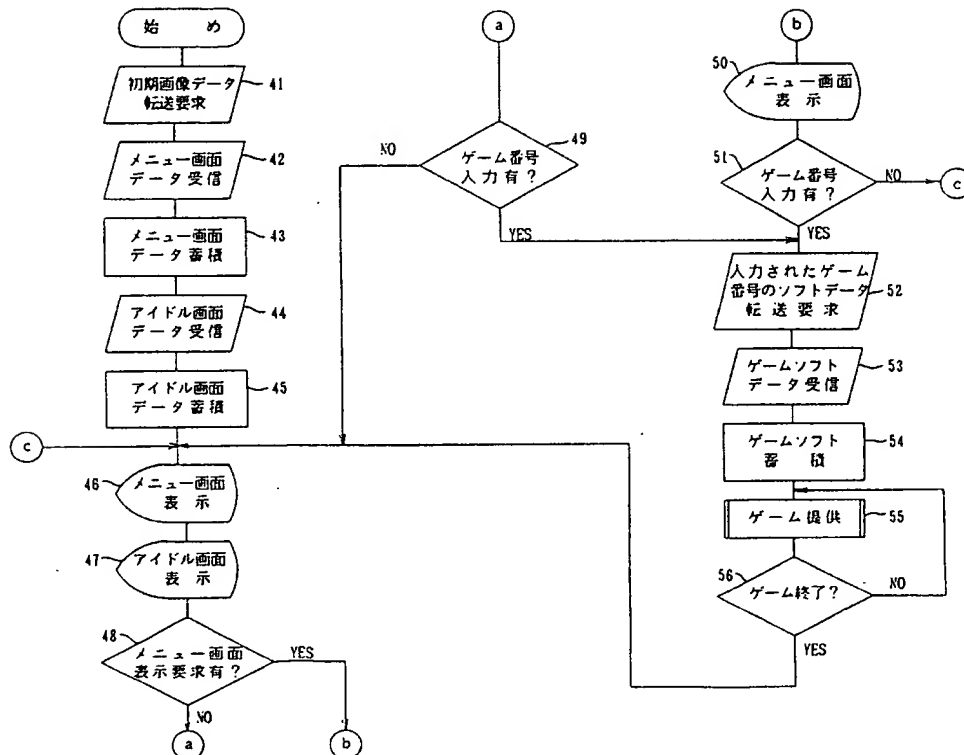 始 め
初期画像データ
転送要求
41
メニュー画面
データ受信
42
メニュー画面
データ蓄積
43
アイドル画面
データ受信
44
アイドル画面
データ蓄積
45
c
46
メニュー画面
表示
47
アイドル画面
表示
48
メニュー画面
表示要求有?
YES
NO
a
b
a
49
ゲーム番号
入力有?
NO
YES
b
50
メニュー画面
表示
51
ゲーム番号
入力有?
NO
c
YES
入力されたゲーム
番号のソフトデータ
転送要求
52
ゲームソフト
データ受信
53
ゲームソフト
蓄積
54
ゲーム提供
55
56
ゲーム終了?
NO
YES